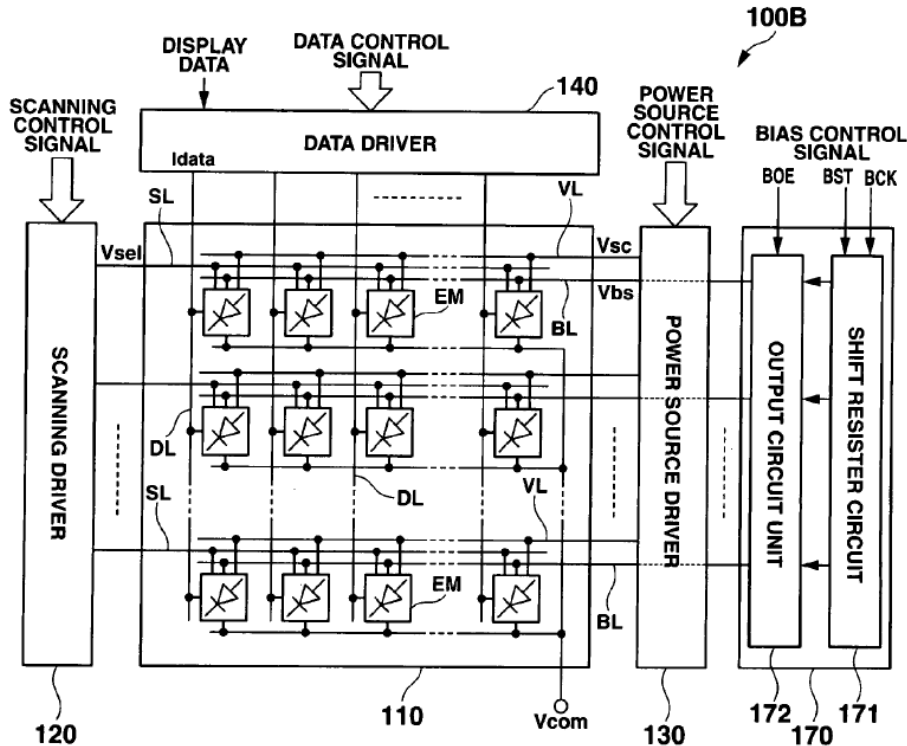 100B
DISPLAY
DATA
DATA CONTROL
SIGNAL
140
SCANNING
CONTROL
SIGNAL
POWER
SOURCE
CONTROL
SIGNAL
BIAS CONTROL
SIGNAL
BOE
BST
BCK
DATA DRIVER
Idata
SL
VL
Vsel
Vsc
EM
Vbs
BL
DL
DL
SL
VL
EM
BL
SCANNING DRIVER
POWER SOURCE DRIVER
OUTPUT CIRCUIT UNIT
SHIFT RESISTER CIRCUIT
120
110
Vcom
130
172
170
171